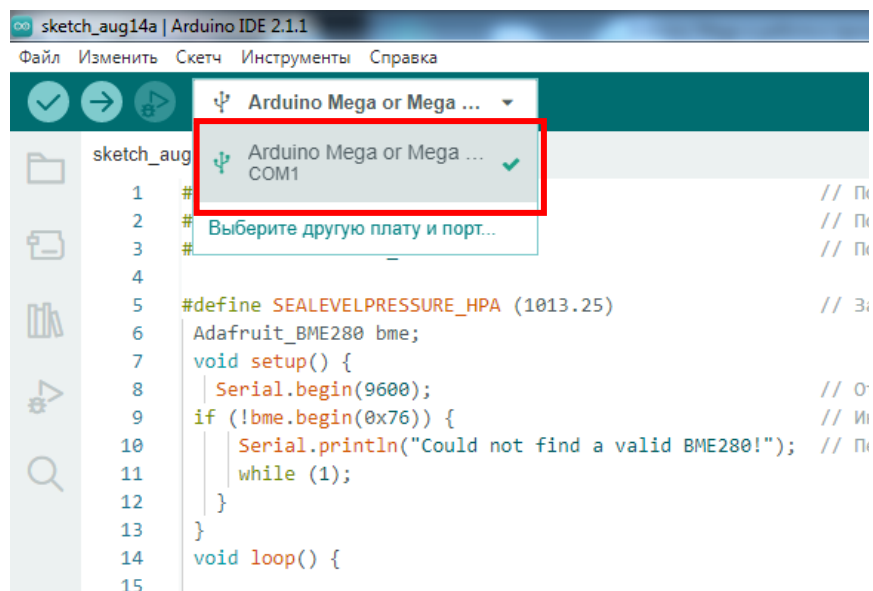 sketch_aug14a | Arduino IDE 2.1.1
Файл Изменить Скетч Инструменты Справка
Arduino Mega or Mega ...
sketch_aug
Arduino Mega or Mega ...
COM1
Выберите другую плату и порт...
1 # //
2 # //
3 # _ //
4
5 #define SEALEVELPRESSURE_HPA (1013.25) //
6 Adafruit_BME280 bme;
7 void setup() {
8 Serial.begin(9600); //
9 if (!bme.begin(0x76)) { //
10 Serial.println("Could not find a valid BME280!"); //
11 while (1);
12 }
13 }
14 void loop() {
15